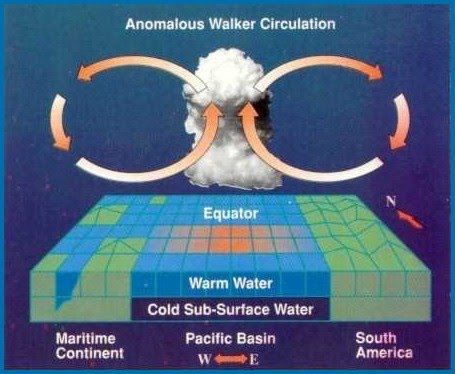 Anomalous Walker Circulation
N
Equator
Warm Water
Cold Sub-Surface Water
Maritime
Continent
Pacific Basin
W E
South
America